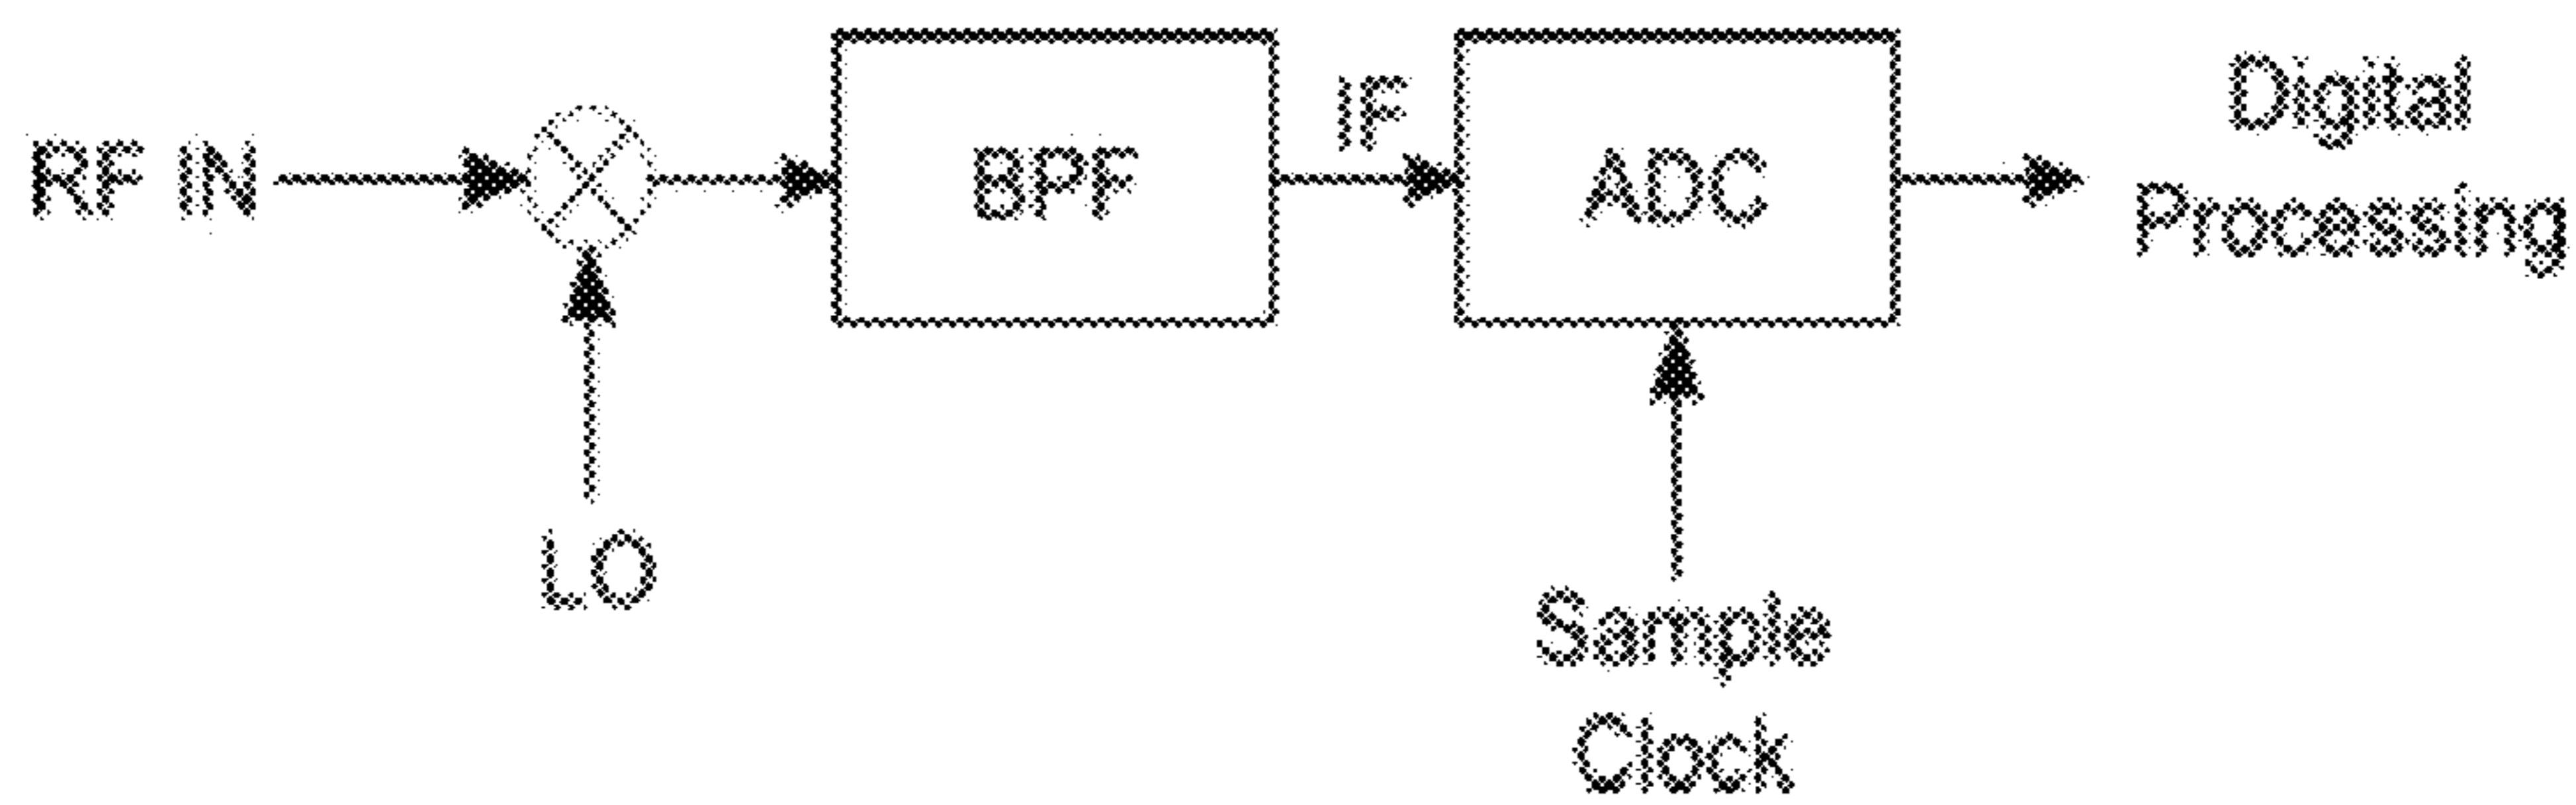 RF IN
BPF
IF
ADC
Digital
Processing
LO
Sample
Clock